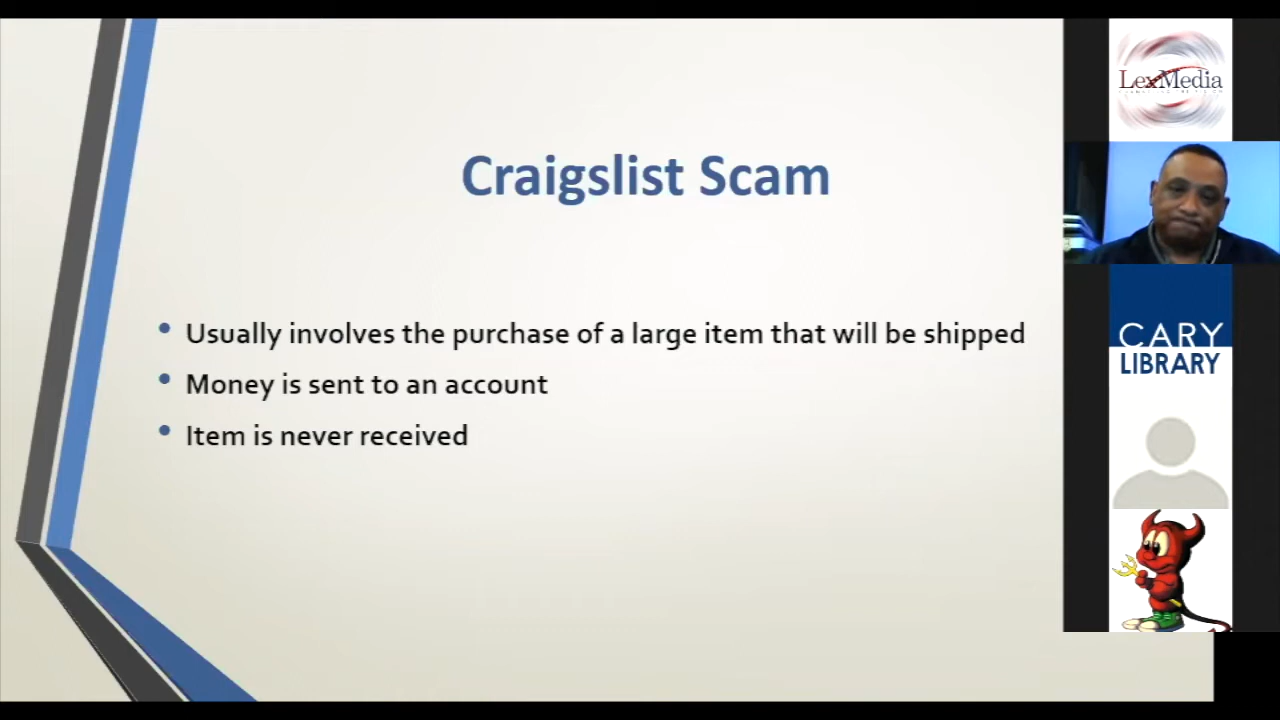 Craigslist Scam
• Usually involves the purchase of a large item that will be shipped
• Money is sent to an account
• Item is never received
LexMedia
CARY
LIBRARY